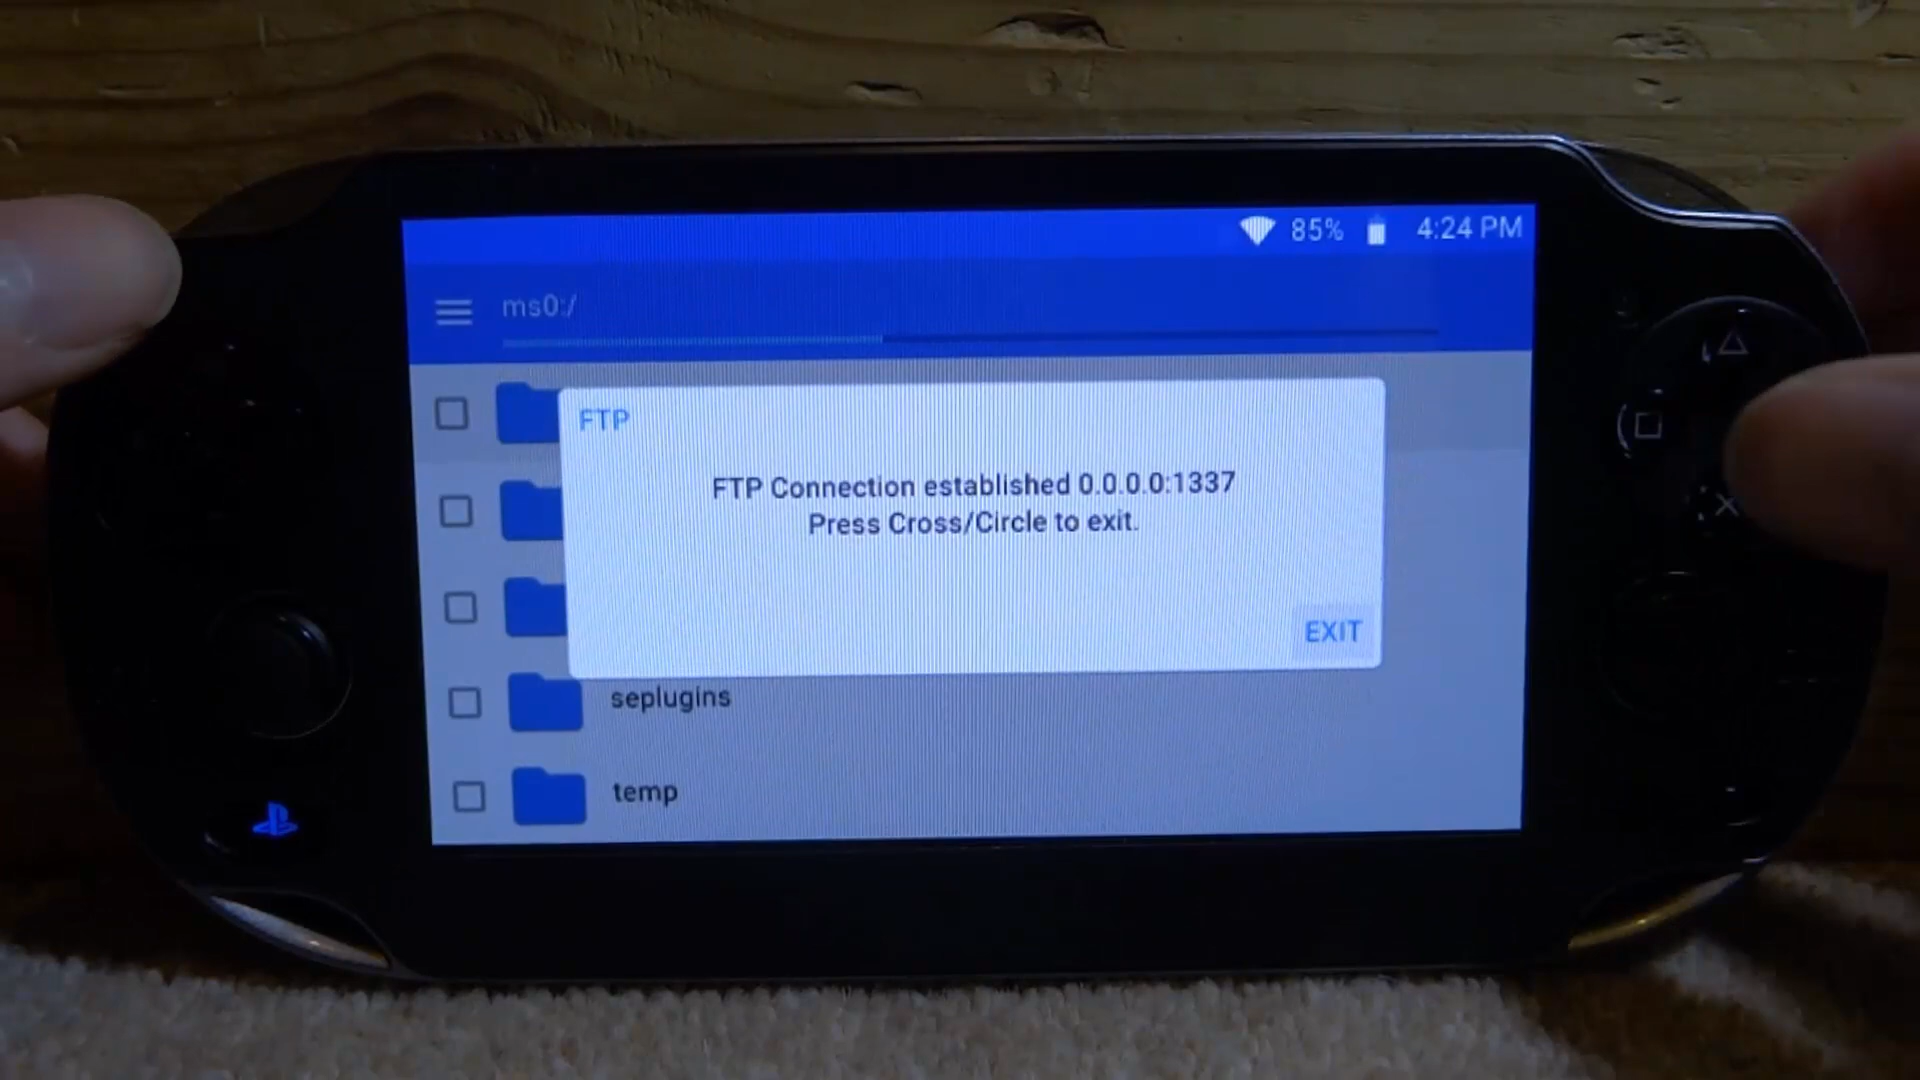 85% 4:24 PM
ms0:/
FTP
FTP Connection established 0.0.0.0:1337
Press Cross/Circle to exit.
EXIT
seplugins
temp